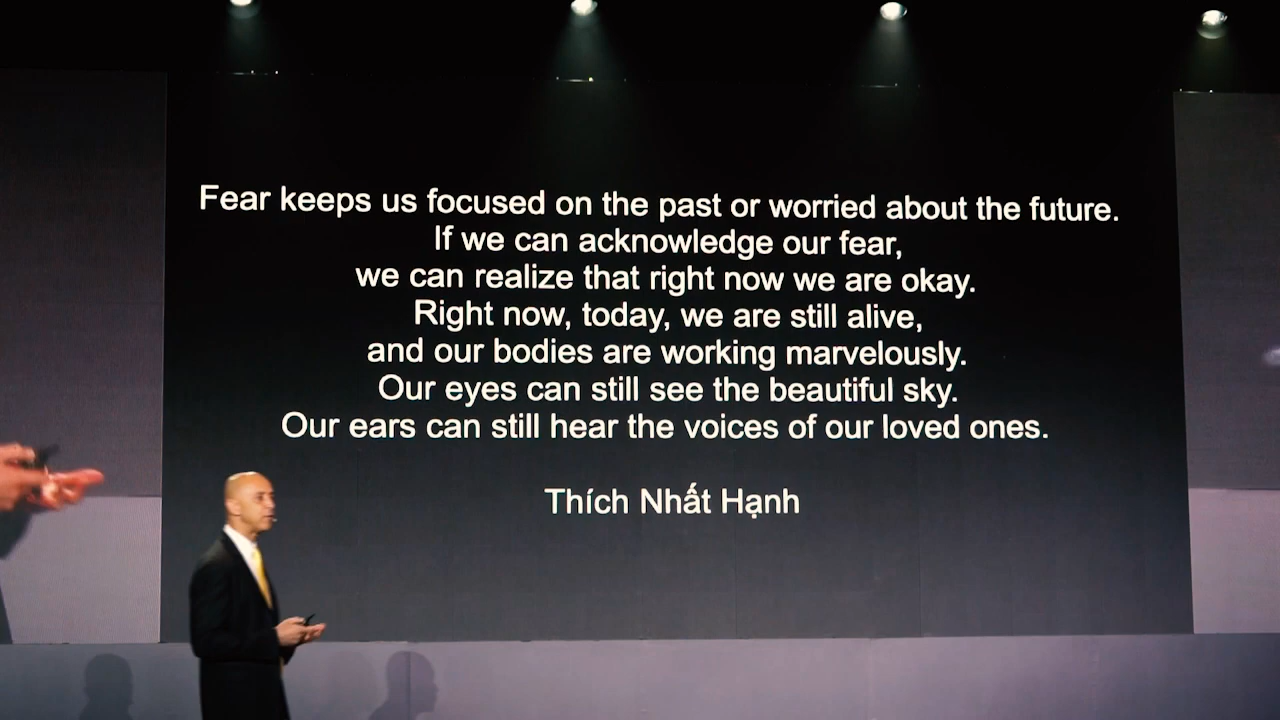 Fear keeps us focused on the past or worried about the future.
If we can acknowledge our fear,
we can realize that right now we are okay.
Right now, today, we are still alive,
and our bodies are working marvelously.
Our eyes can still see the beautiful sky.
Our ears can still hear the voices of our loved ones.
Thích Nhất Hạnh